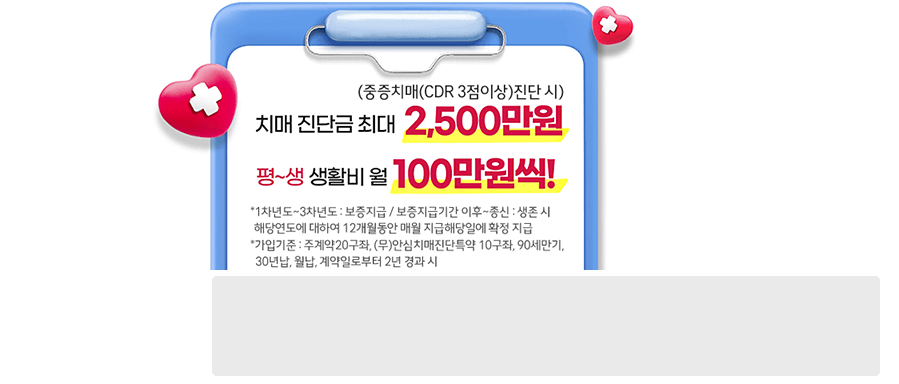 (중증치매(CDR 3점이상)진단 시)
치매 진단금 최대 2,500만원
평~생 생활비 월 100만원씩!
*1차년도~3차년도 : 보증지급 / 보증지급기간 이후~종신 : 생존 시
해당연도에 대하여 12개월동안 매월 지급해당일에 확정 지급
*가입기준 : 주계약20구좌, (무)안심치매진단특약 10구좌, 90세만기,
30년납, 월납, 계약일로부터 2년 경과 시